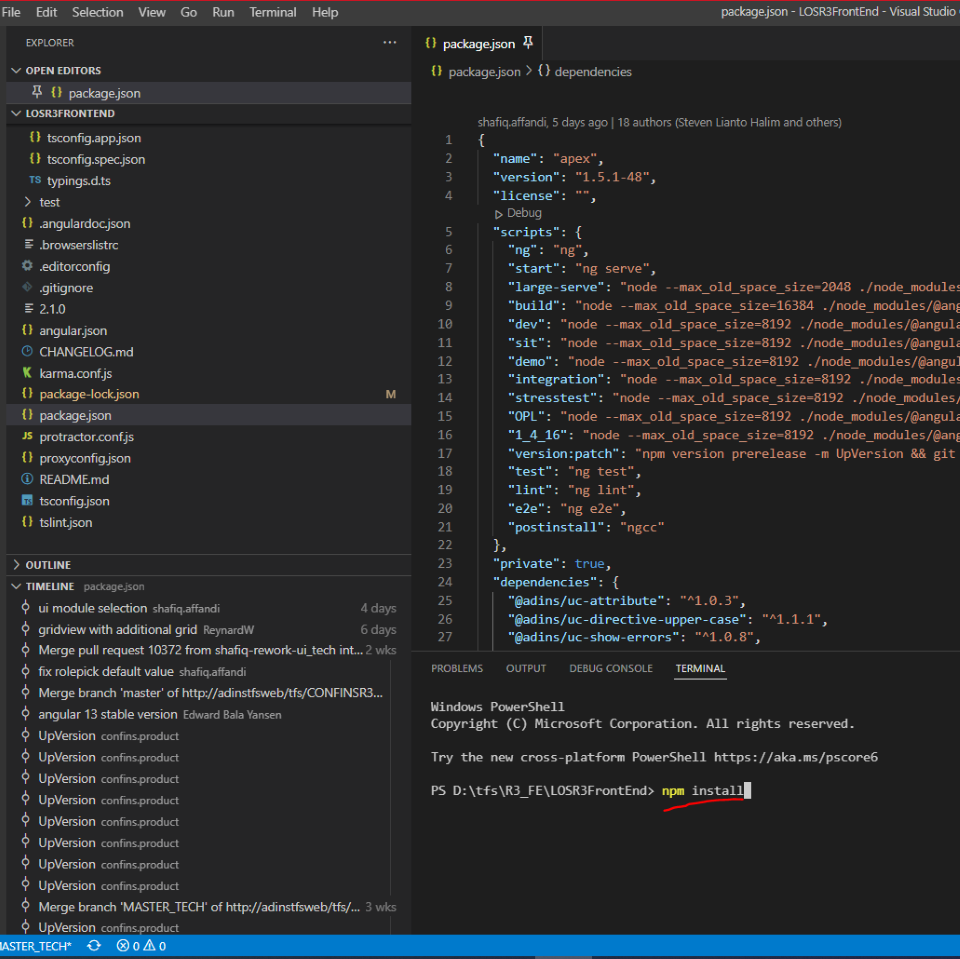 File Edit Selection View Go Run Terminal Help package.json - LOSR3FrontEnd - Visual Studio
EXPLORER ...
OPEN EDITORS
{} package.json
LOSR3FRONTEND
{} tsconfig.app.json
{} tsconfig.spec.json
TS typings.d.ts
> test
{} .angulardoc.json
.browserslistrc
.editorconfig
.gitignore
2.1.0
{} angular.json
CHANGELOG.md
karma.conf.js
{} package-lock.json M
{} package.json
JS protractor.conf.js
{} proxyconfig.json
README.md
TS tsconfig.json
{} tslint.json
> OUTLINE
TIMELINE package.json
ui module selection shafiq.affandi 4 days
gridview with additional grid ReynardW 6 days
Merge pull request 10372 from shafiq-rework-ui_tech int... 2 wks
fix rolepick default value shafiq.affandi
Merge branch 'master' of http://adinstfsweb/tfs/CONFINSR3...
angular 13 stable version Edward Bala Yansen
UpVersion confins.product
UpVersion confins.product
UpVersion confins.product
UpVersion confins.product
UpVersion confins.product
UpVersion confins.product
UpVersion confins.product
UpVersion confins.product
Merge branch 'MASTER_TECH' of http://adinstfsweb/tfs/... 3 wks
UpVersion confins.product
{} package.json
{} package.json > {} dependencies
shafiq.affandi, 5 days ago | 18 authors (Steven Lianto Halim and others)
1 {
2 "name": "apex",
3 "version": "1.5.1-48",
4 "license": "",
Debug
5 "scripts": {
6 "ng": "ng",
7 "start": "ng serve",
8 "large-serve": "node --max_old_space_size=2048 ./node_modules
9 "build": "node --max_old_space_size=16384 ./node_modules/@ang
10 "dev": "node --max_old_space_size=8192 ./node_modules/@angula
11 "sit": "node --max_old_space_size=8192 ./node_modules/@angula
12 "demo": "node --max_old_space_size=8192 ./node_modules/@angul
13 "integration": "node --max_old_space_size=8192 ./node_modules
14 "stresstest": "node --max_old_space_size=8192 ./node_modules/
15 "OPL": "node --max_old_space_size=8192 ./node_modules/@angula
16 "1_4_16": "node --max_old_space_size=8192 ./node_modules/@ang
17 "version:patch": "npm version prerelease -m UpVersion && git
18 "test": "ng test",
19 "lint": "ng lint",
20 "e2e": "ng e2e",
21 "postinstall": "ngcc"
22 },
23 "private": true,
24 "dependencies": {
25 "@adins/uc-attribute": "^1.0.3",
26 "@adins/uc-directive-upper-case": "^1.1.1",
27 "@adins/uc-show-errors": "^1.0.8",
PROBLEMS OUTPUT DEBUG CONSOLE TERMINAL
Windows PowerShell
Copyright (C) Microsoft Corporation. All rights reserved.
Try the new cross-platform PowerShell https://aka.ms/pscore6
PS D:\tfs\R3_FE\LOSR3FrontEnd> npm install
MASTER_TECH* 0 0